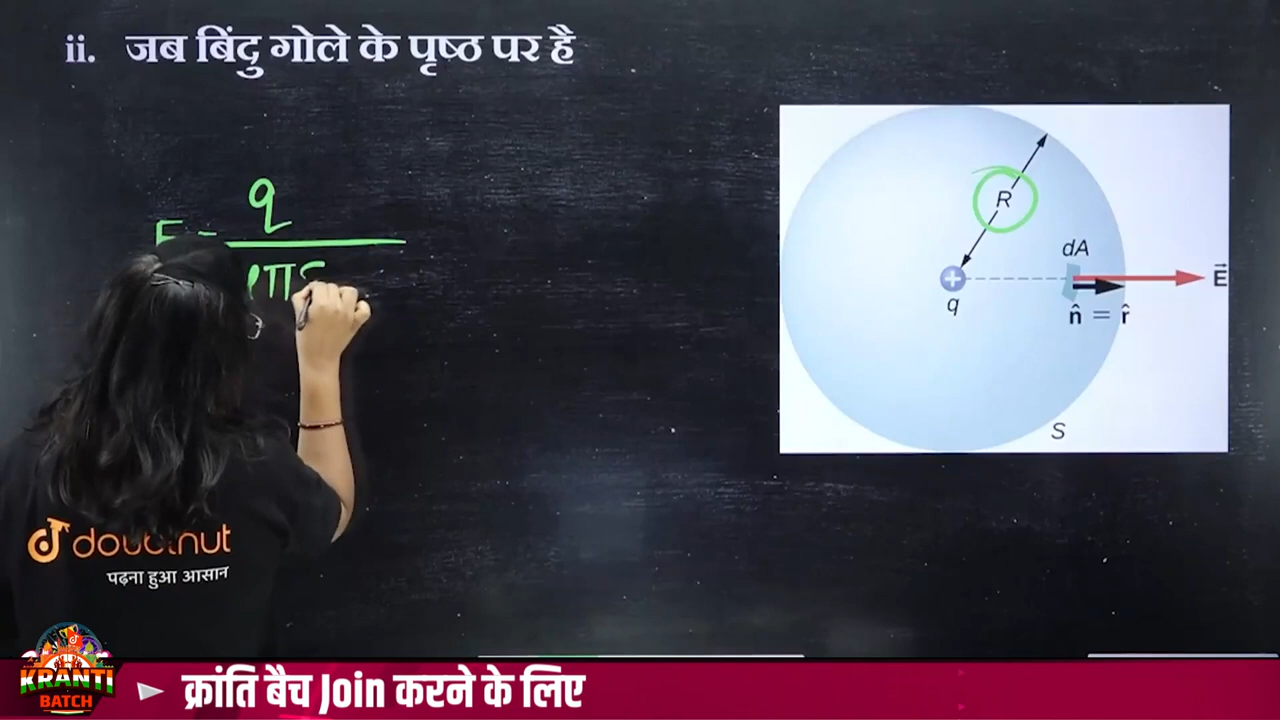 ii. जब बिंदु गोले के पृष्ठ पर है
q
R
dA
E
q
n̂ = r̂
S
doubtnut
पढ़ना हुआ आसान
KRANTI
BATCH
क्रांति बैच Join करने के लिए